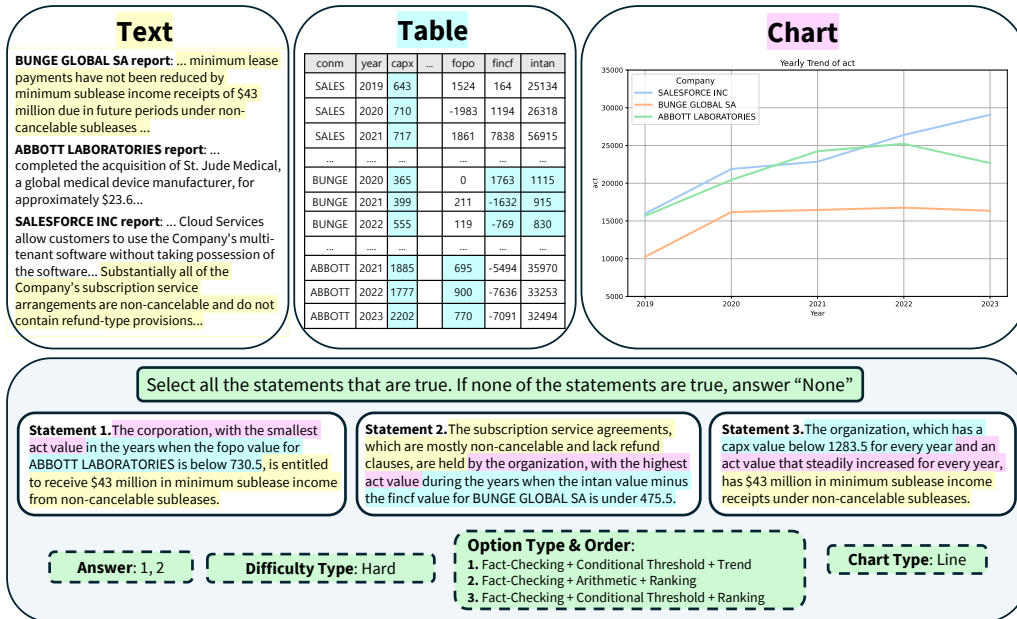 Text
BUNGE GLOBAL SA report: ... minimum lease
payments have not been reduced by
minimum sublease income receipts of $43
million due in future periods under non-
cancelable subleases ...
ABBOTT LABORATORIES report: ...
completed the acquisition of St. Jude Medical,
a global medical device manufacturer, for
approximately $23.6...
SALESFORCE INC report: ... Cloud Services
allow customers to use the Company's multi-
tenant software without taking possession of
the software... Substantially all of the
Company's subscription service
arrangements are non-cancelable and do not
contain refund-type provisions...
Table
conm year capx ... fopo fincf intan
SALES 2019 643 1524 164 25134
SALES 2020 710 -1983 1194 26318
SALES 2021 717 1861 7838 56915
... .... ... ... ... ...
BUNGE 2020 365 0 1763 1115
BUNGE 2021 399 211 -1632 915
BUNGE 2022 555 119 -769 830
... ... ... ... ... ...
ABBOTT 2021 1885 695 -5494 35970
ABBOTT 2022 1777 900 -7636 33253
ABBOTT 2023 2202 770 -7091 32494
Chart
Yearly Trend of act
Company
SALESFORCE INC
BUNGE GLOBAL SA
ABBOTT LABORATORIES
35000
30000
25000
20000
15000
10000
5000
act
2019 2020 2021 2022 2023
Year
Select all the statements that are true. If none of the statements are true, answer “None”
Statement 1.The corporation, with the smallest
act value in the years when the fopo value for
ABBOTT LABORATORIES is below 730.5, is entitled
to receive $43 million in minimum sublease income
from non-cancelable subleases.
Statement 2.The subscription service agreements,
which are mostly non-cancelable and lack refund
clauses, are held by the organization, with the highest
act value during the years when the intan value minus
the fincf value for BUNGE GLOBAL SA is under 475.5.
Statement 3.The organization, which has a
capx value below 1283.5 for every year and an
act value that steadily increased for every year,
has $43 million in minimum sublease income
receipts under non-cancelable subleases.
Answer: 1, 2
Difficulty Type: Hard
Option Type & Order:
1. Fact-Checking + Conditional Threshold + Trend
2. Fact-Checking + Arithmetic + Ranking
3. Fact-Checking + Conditional Threshold + Ranking
Chart Type: Line